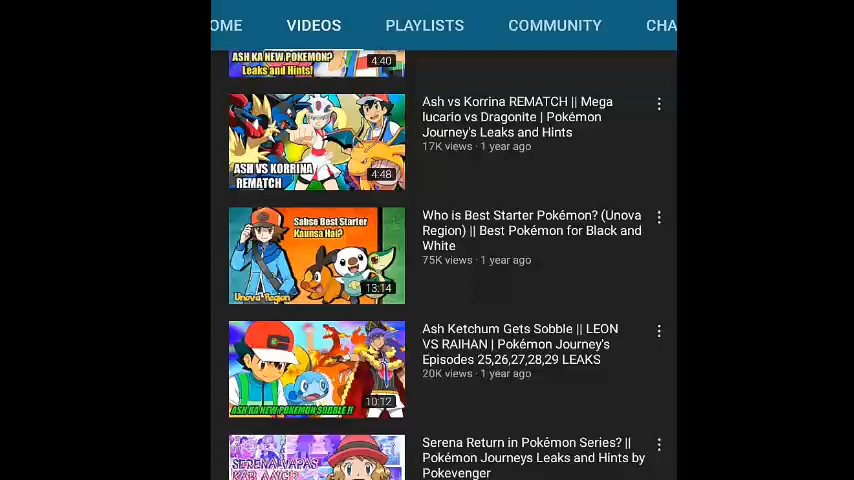 OME VIDEOS PLAYLISTS COMMUNITY CHA
ASH KA NEW POKEMON?
Leaks and Hints!
4:40
Ash vs Korrina REMATCH || Mega
lucario vs Dragonite | Pokémon
Journey's Leaks and Hints
17K views · 1 year ago
ASH VS KORRINA
REMATCH
4:48
Who is Best Starter Pokémon? (Unova
Region) || Best Pokémon for Black and
White
75K views · 1 year ago
Sabse Best Starter
Kaunsa Hai?
Unova Region
13:14
Ash Ketchum Gets Sobble || LEON
VS RAIHAN | Pokémon Journey's
Episodes 25,26,27,28,29 LEAKS
20K views · 1 year ago
ASH KA NEW POKEMON SOBBLE !!
10:12
Serena Return in Pokémon Series? ||
Pokémon Journeys Leaks and Hints by
Pokevenger
SERENA VAPAS